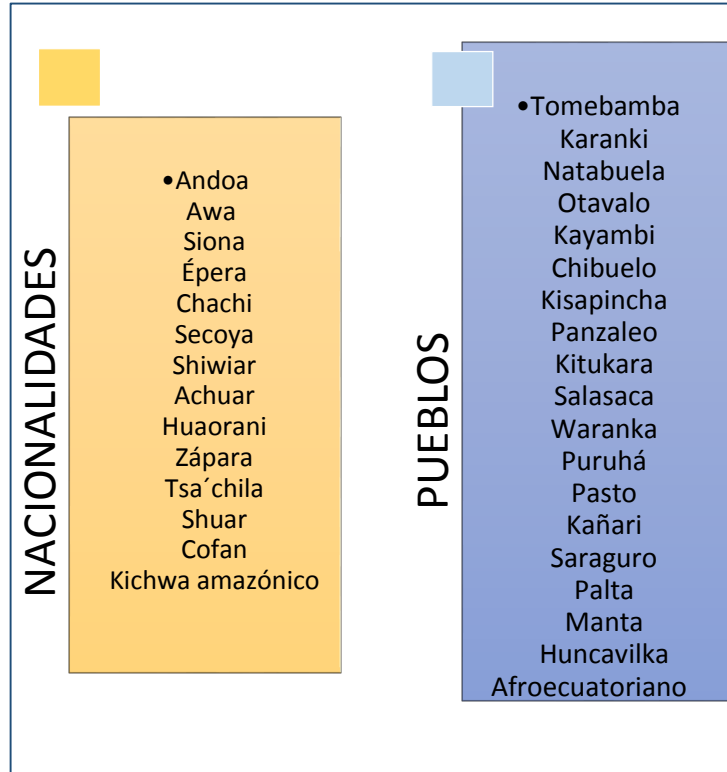 NACIONALIDADES
•Andoa
Awa
Siona
Épera
Chachi
Secoya
Shiwiar
Achuar
Huaorani
Zápara
Tsa´chila
Shuar
Cofan
Kichwa amazónico
PUEBLOS
•Tomebamba
Karanki
Natabuela
Otavalo
Kayambi
Chibuelo
Kisapincha
Panzaleo
Kitukara
Salasaca
Waranka
Puruhá
Pasto
Kañari
Saraguro
Palta
Manta
Huncavilka
Afroecuatoriano